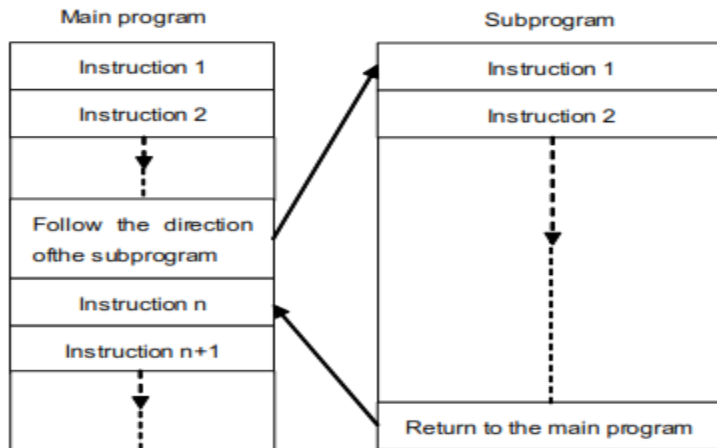 Main program
Instruction 1
Instruction 2
Follow the direction
ofthe subprogram
Instruction n
Instruction n+1
Subprogram
Instruction 1
Instruction 2
Return to the main program